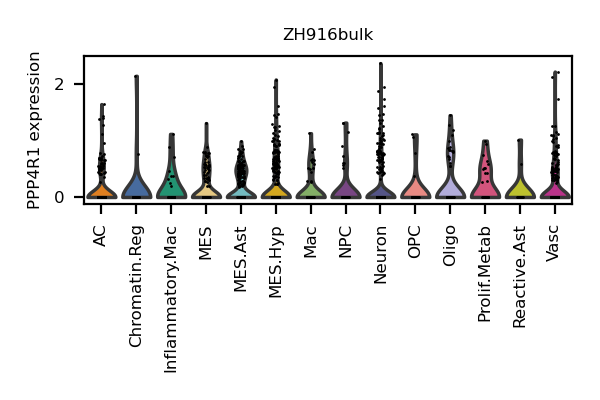 ZH916bulk
PPP4R1 expression
2
0
AC
Chromatin.Reg
Inflammatory.Mac
MES
MES.Ast
MES.Hyp
Mac
NPC
Neuron
OPC
Oligo
Prolif.Metab
Reactive.Ast
Vasc